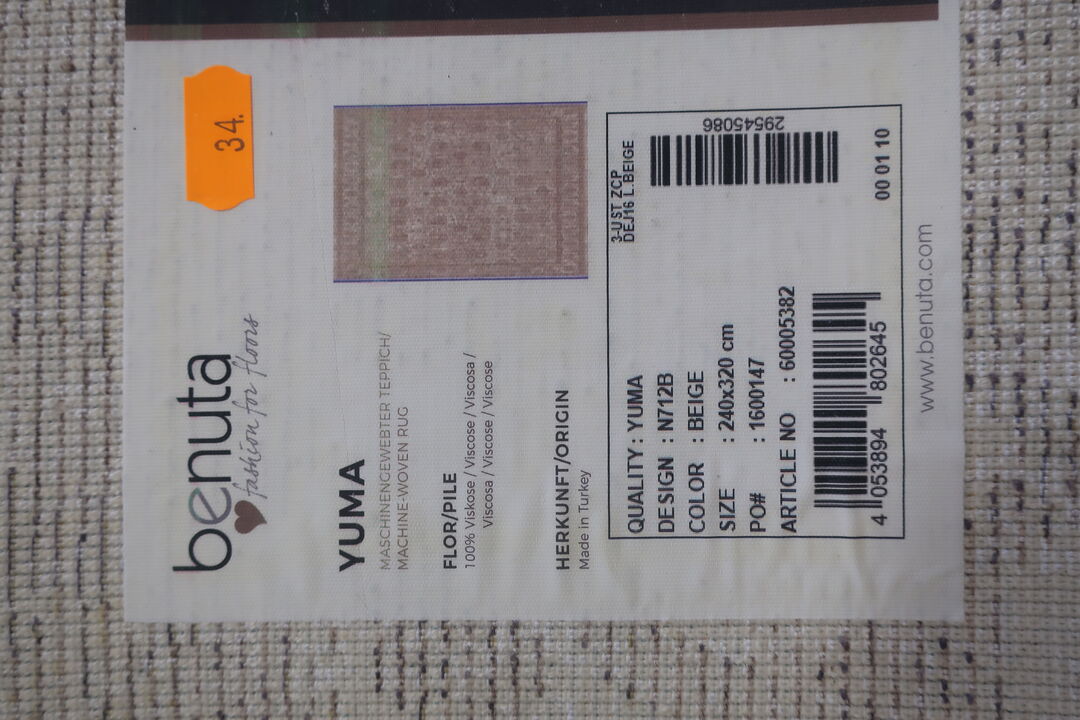 benuta
fashion for floors
34.
YUMA
MASCHINENGEWEBTER TEPPICH/
MACHINE-WOVEN RUG
FLOR/PILE
100% Viskose / Viscose / Viscosa /
Viscosa / Viscose / Viscose
HERKUNFT/ORIGIN
Made in Turkey
3-U ST ZCP
DEJ16 L.BEIGE
29545086
QUALITY : YUMA
DESIGN : N712B
COLOR : BEIGE
SIZE : 240x320 cm
PO# : 1600147
ARTICLE NO : 60005382
4 053894 802645
00 01 10
www.benuta.com